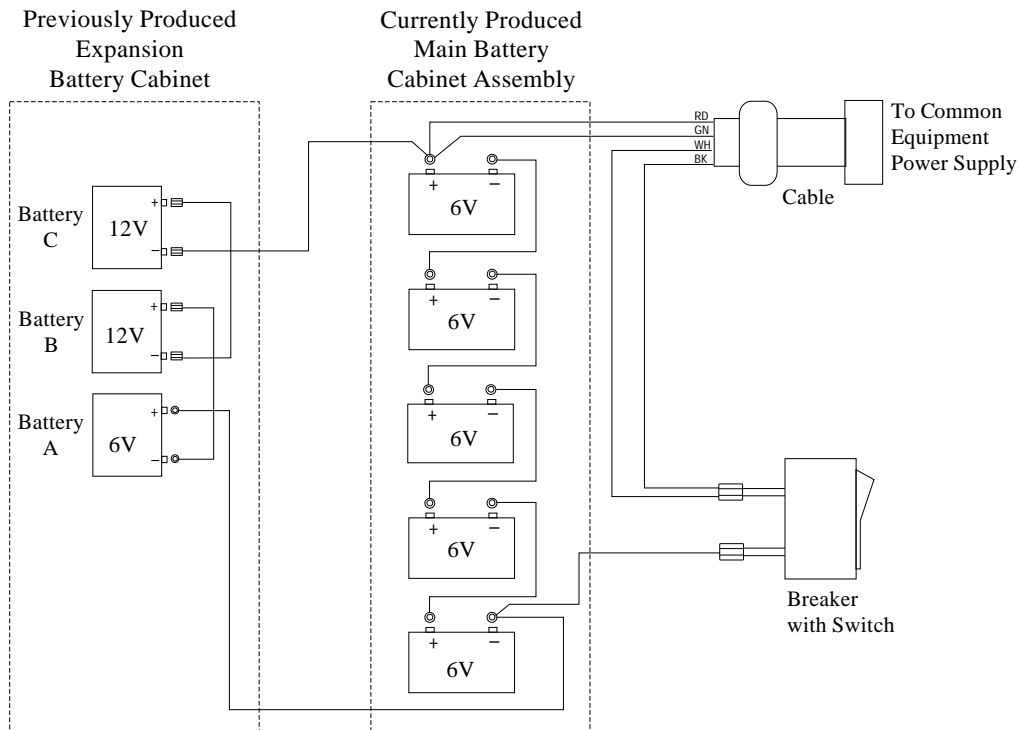 Previously Produced
Expansion
Battery Cabinet
Currently Produced
Main Battery
Cabinet Assembly
RD
GN
WH
BK
To Common
Equipment
Power Supply
Cable
Battery
C
+
12V
−
Battery
B
+
12V
−
Battery
A
+
6V
−
+ −
6V
+ −
6V
+ −
6V
+ −
6V
+ −
6V
Breaker
with Switch